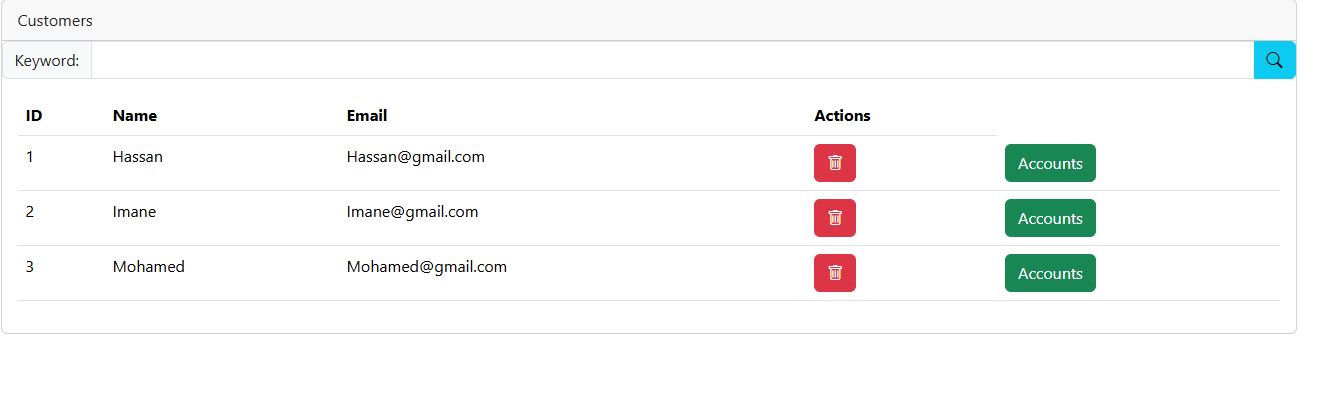 Customers
Keyword:
ID Name Email Actions
1 Hassan Hassan@gmail.com Accounts
2 Imane Imane@gmail.com Accounts
3 Mohamed Mohamed@gmail.com Accounts